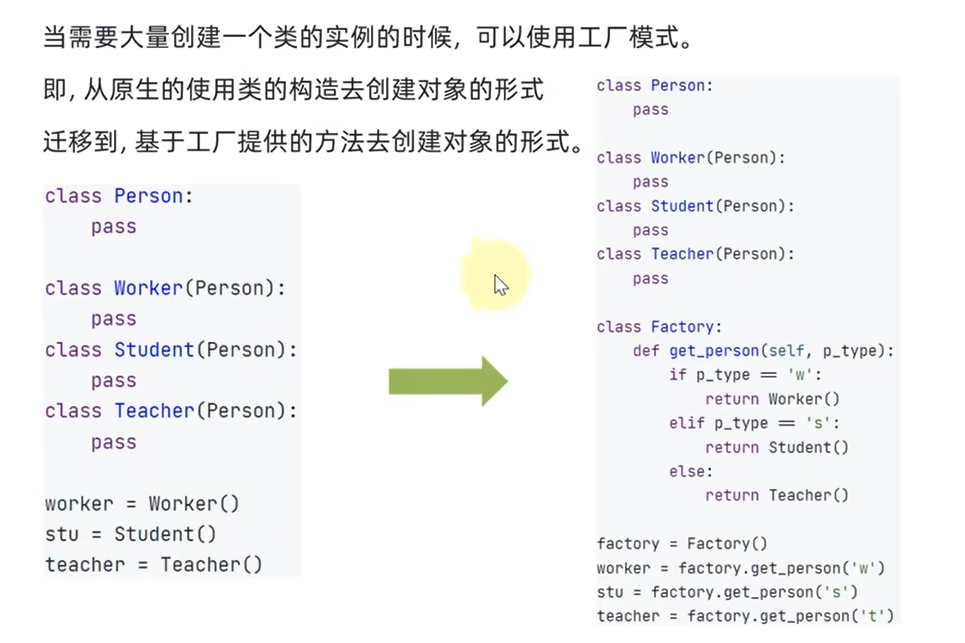 当需要大量创建一个类的实例的时候，可以使用工厂模式。
即, 从原生的使用类的构造去创建对象的形式
迁移到, 基于工厂提供的方法去创建对象的形式。
class Person:
    pass

class Worker(Person):
    pass
class Student(Person):
    pass
class Teacher(Person):
    pass

worker = Worker()
stu = Student()
teacher = Teacher()

class Person:
    pass

class Worker(Person):
    pass
class Student(Person):
    pass
class Teacher(Person):
    pass

class Factory:
    def get_person(self, p_type):
        if p_type == 'w':
            return Worker()
        elif p_type == 's':
            return Student()
        else:
            return Teacher()

factory = Factory()
worker = factory.get_person('w')
stu = factory.get_person('s')
teacher = factory.get_person('t')